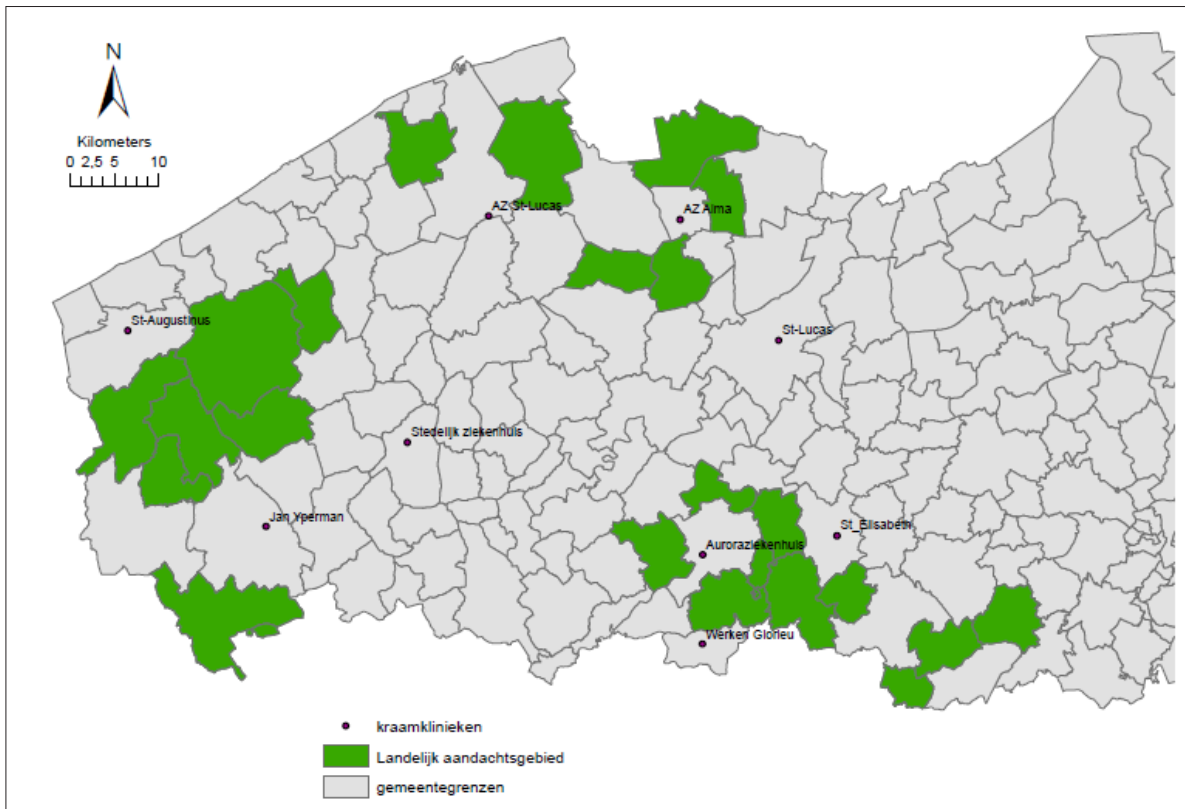 N
Kilometers
0 2,5 5 10
AZ St-Lucas
AZ Alma
St-Augustinus
St-Lucas
Stedelijk ziekenhuis
Jan Yperman
St_Elisabeth
Auroraziekenhuis
Werken Glorieu
kraamklinieken
Landelijk aandachtsgebied
gemeentegrenzen